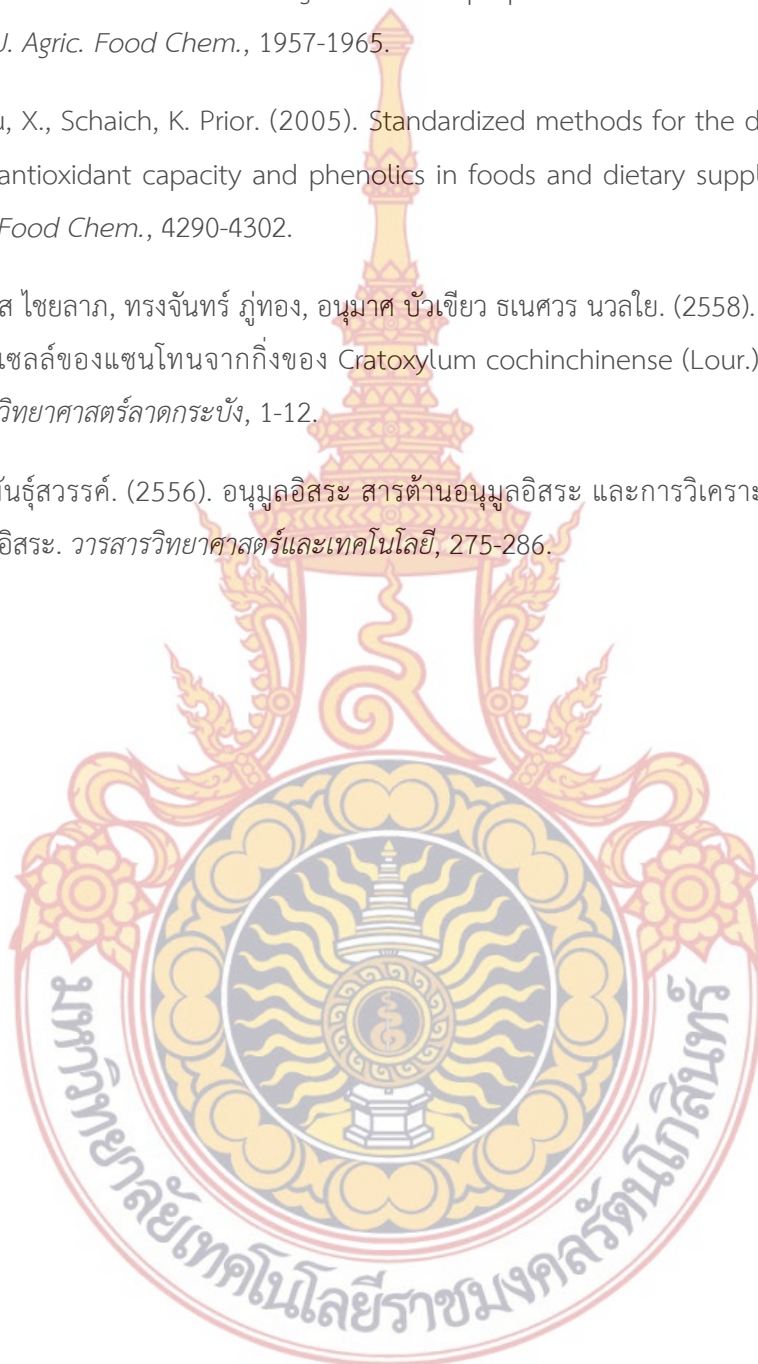 J. Agric. Food Chem., 1957-1965.
u, X., Schaich, K. Prior. (2005). Standardized methods for the d
antioxidant capacity and phenolics in foods and dietary suppl
Food Chem., 4290-4302.
ส ไชยลาภ, ทรงจันทร์ ภู่ทอง, อนุมาศ บัวเขียว ธเนศวร นวลใย. (2558).
เซลล์ของแซนโทนจากกิ่งของ Cratoxylum cochinchinense (Lour.)
วิทยาศาสตร์ลาดกระบัง, 1-12.
พันธุ์สวรรค์. (2556). อนุมูลอิสระ สารต้านอนุมูลอิสระ และการวิเคราะ
อิสระ. วารสารวิทยาศาสตร์และเทคโนโลยี, 275-286.
มหาวิทยาลัยเทคโนโลยีราชมงคลรัตนโกสินทร์